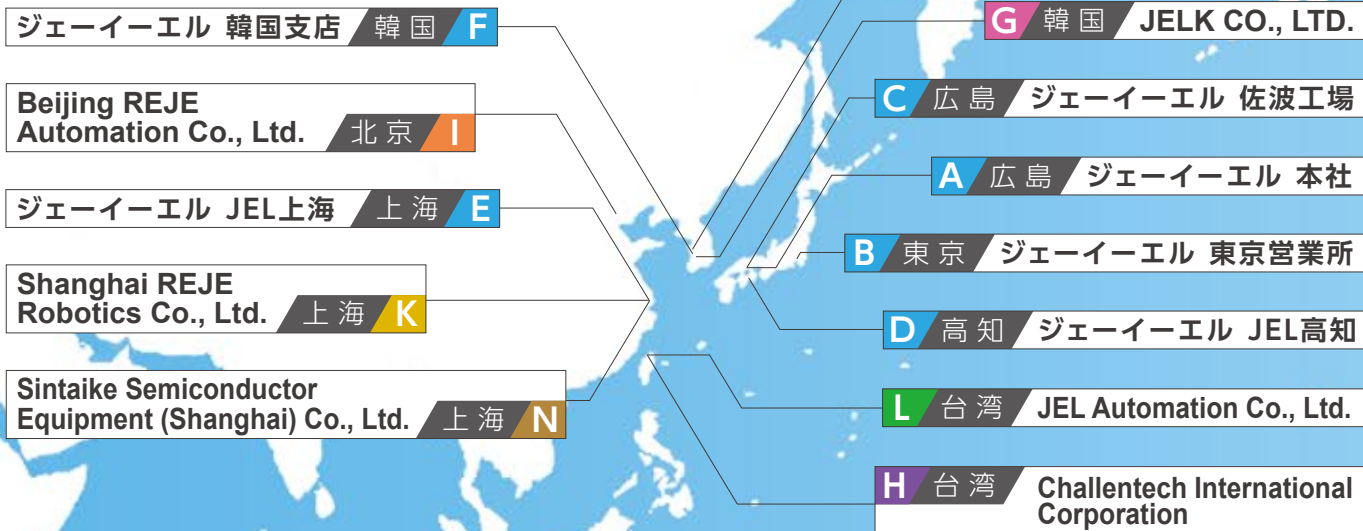 ジェーイーエル 韓国支店 韓国 F
Beijing REJE
Automation Co., Ltd. 北京 I
ジェーイーエル JEL上海 上海 E
Shanghai REJE
Robotics Co., Ltd. 上海 K
Sintaike Semiconductor
Equipment (Shanghai) Co., Ltd. 上海 N
G 韓国 JELK CO., LTD.
C 広島 ジェーイーエル 佐波工場
A 広島 ジェーイーエル 本社
B 東京 ジェーイーエル 東京営業所
D 高知 ジェーイーエル JEL高知
L 台湾 JEL Automation Co., Ltd.
H 台湾 Challentech International
Corporation